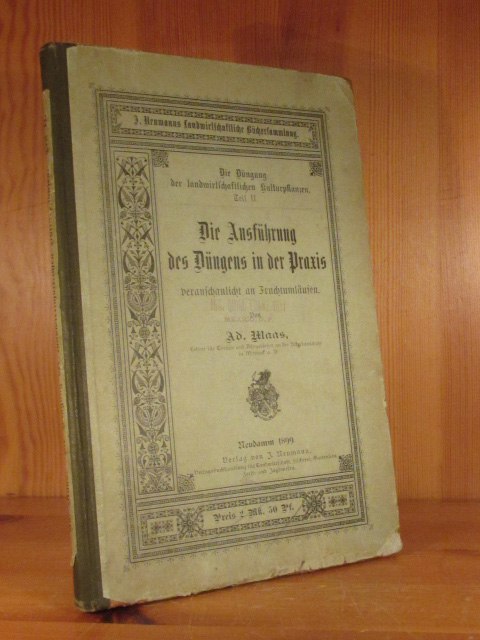 J. Neumanns Landwirtschaftliche Büchersammlung.
Die Düngung
der landwirtschaftlichen Kulturpflanzen.
Teil II.
Die Ausführung
des Düngens in der Praxis
veranschaulicht an Fruchtumläufen.
Von
Ad. Maas,
Neudamm 1899.
Verlag von J. Neumann,
Preis 2 Mk. 50 Pf.